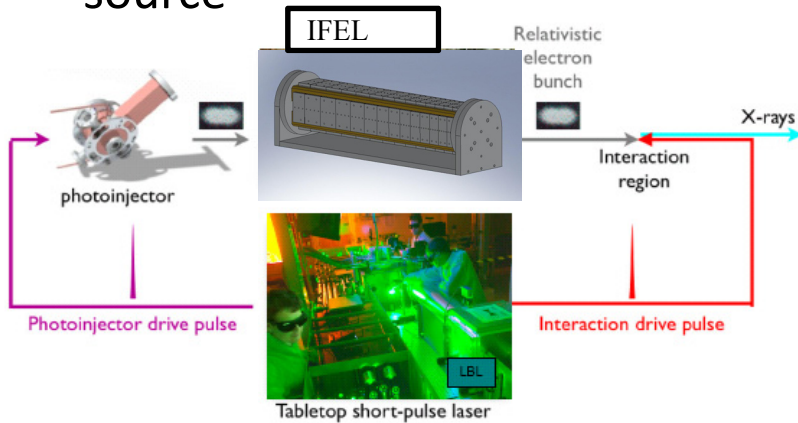 source
IFEL
Relativistic
electron
bunch
X-rays
photoinjector
Interaction
region
Photoinjector drive pulse
Interaction drive pulse
LBL
Tabletop short-pulse laser